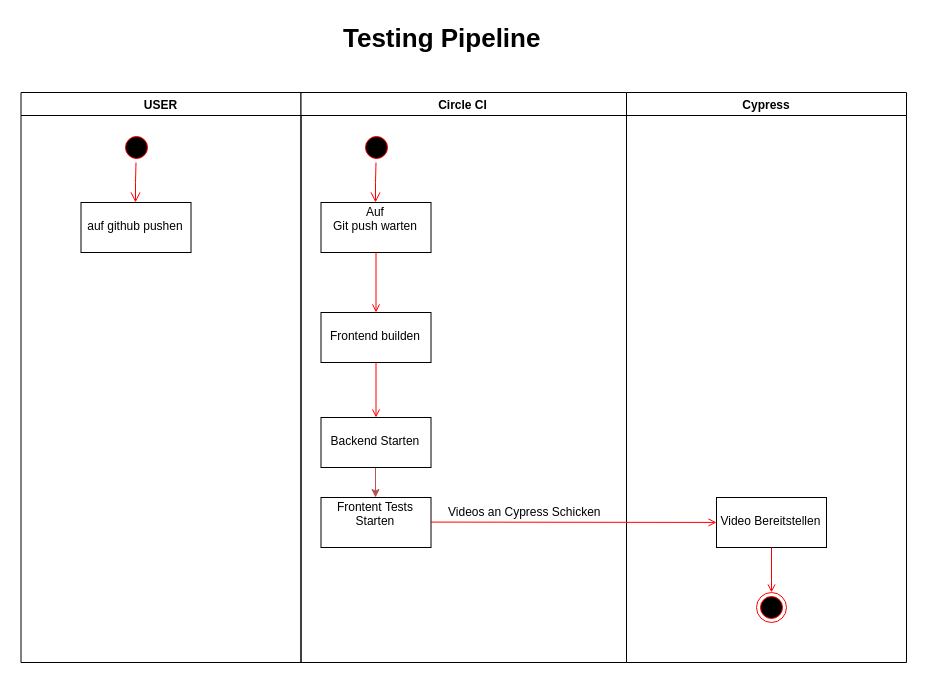 Testing Pipeline
USER
Circle CI
Cypress
auf github pushen
Auf
Git push warten
Frontend builden
Backend Starten
Frontent Tests
Starten
Videos an Cypress Schicken
Video Bereitstellen